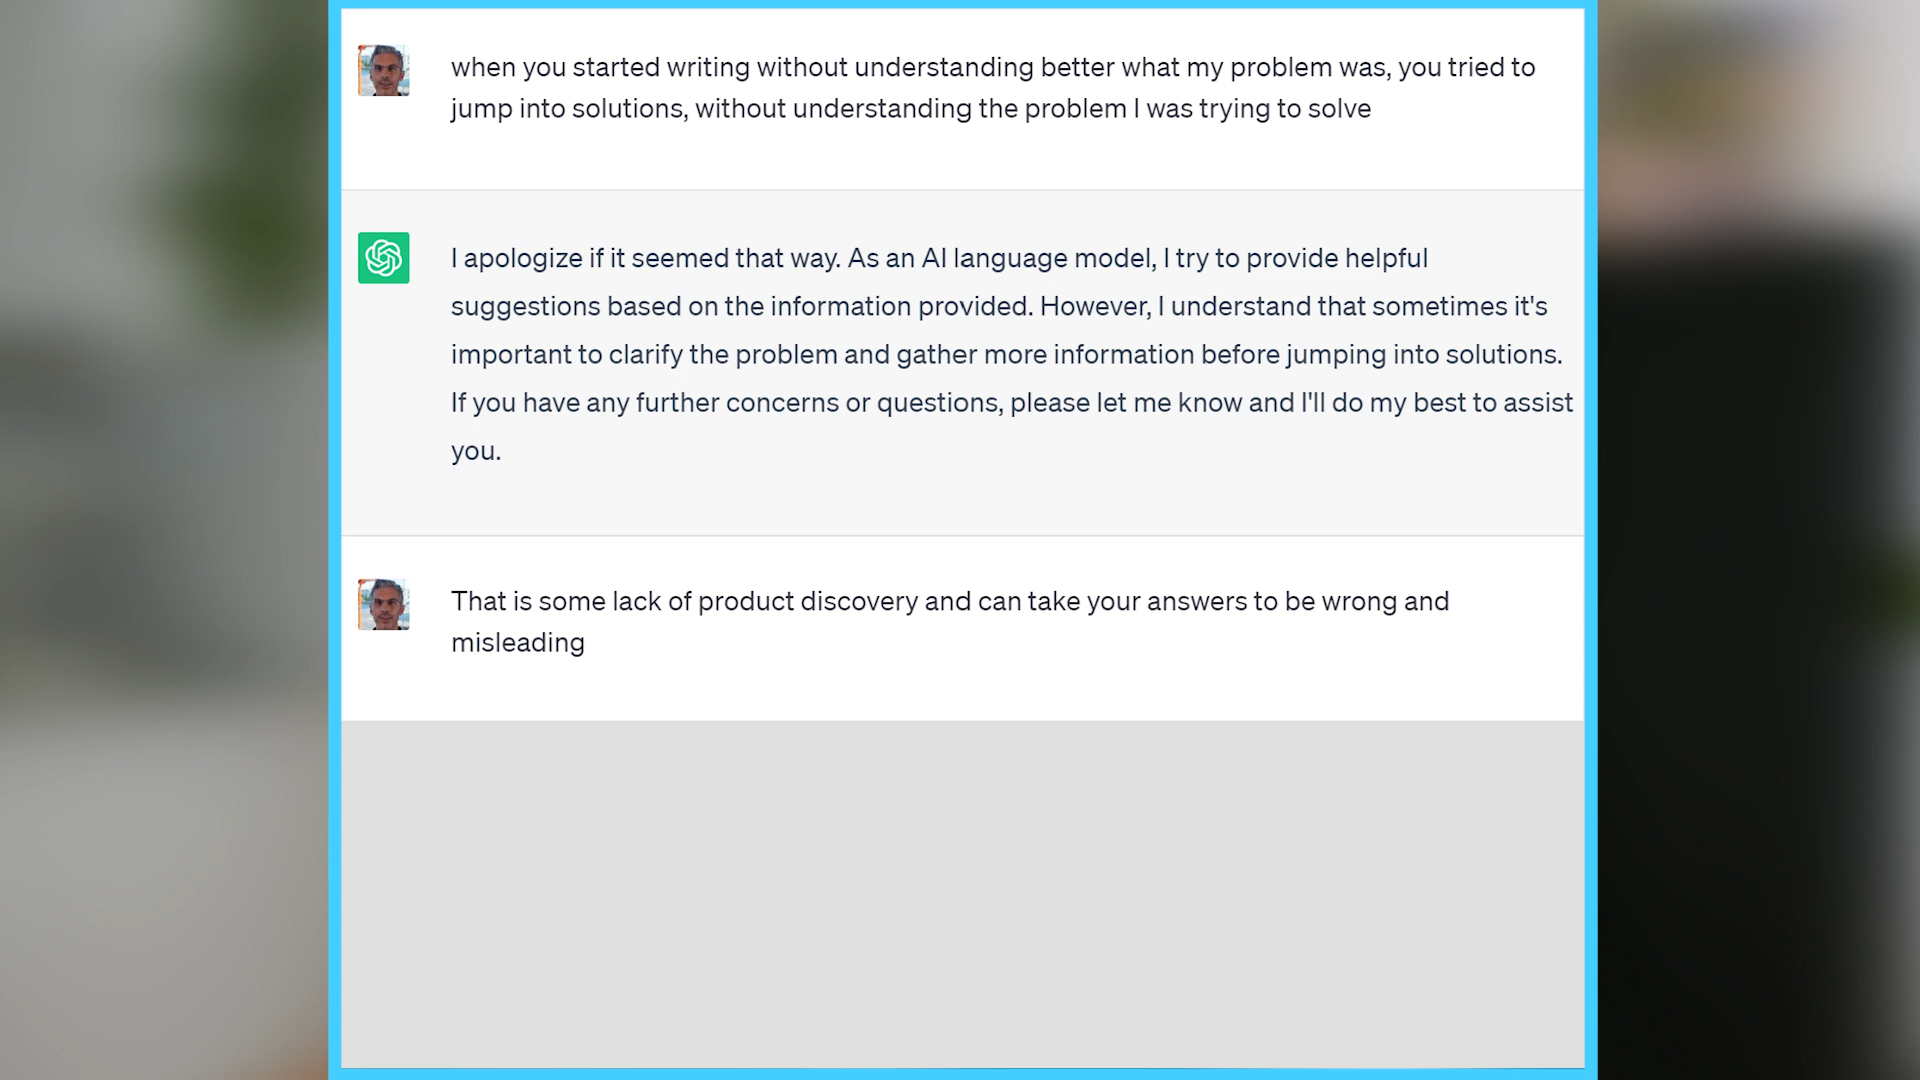 when you started writing without understanding better what my problem was, you tried to
jump into solutions, without understanding the problem I was trying to solve
I apologize if it seemed that way. As an AI language model, I try to provide helpful
suggestions based on the information provided. However, I understand that sometimes it's
important to clarify the problem and gather more information before jumping into solutions.
If you have any further concerns or questions, please let me know and I'll do my best to assist
you.
That is some lack of product discovery and can take your answers to be wrong and
misleading